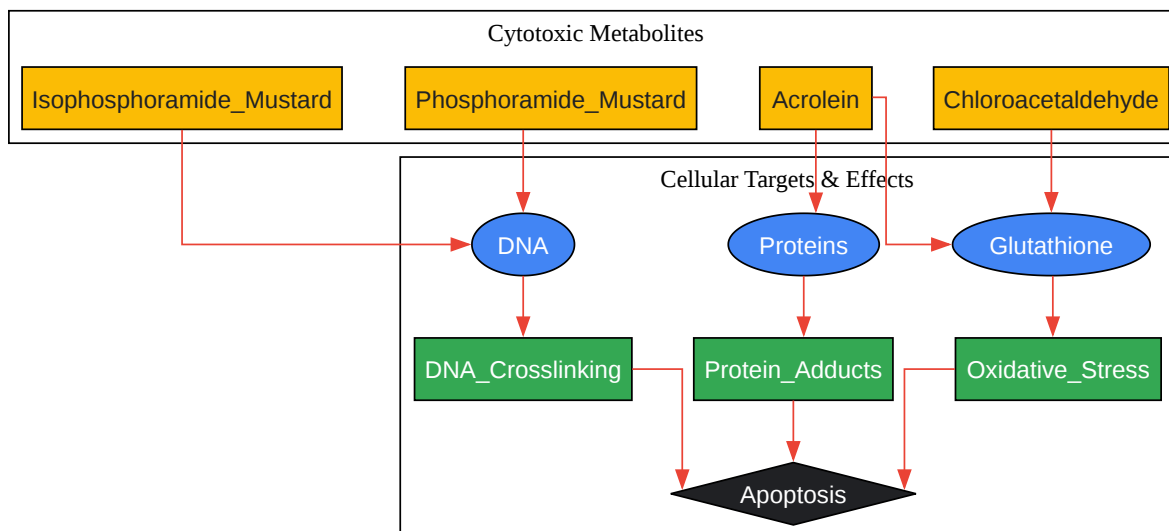 Cytotoxic Metabolites
Isophosphoramide_Mustard
Phosphoramide_Mustard
Acrolein
Chloroacetaldehyde
Cellular Targets & Effects
DNA
Proteins
Glutathione
DNA_Crosslinking
Protein_Adducts
Oxidative_Stress
Apoptosis